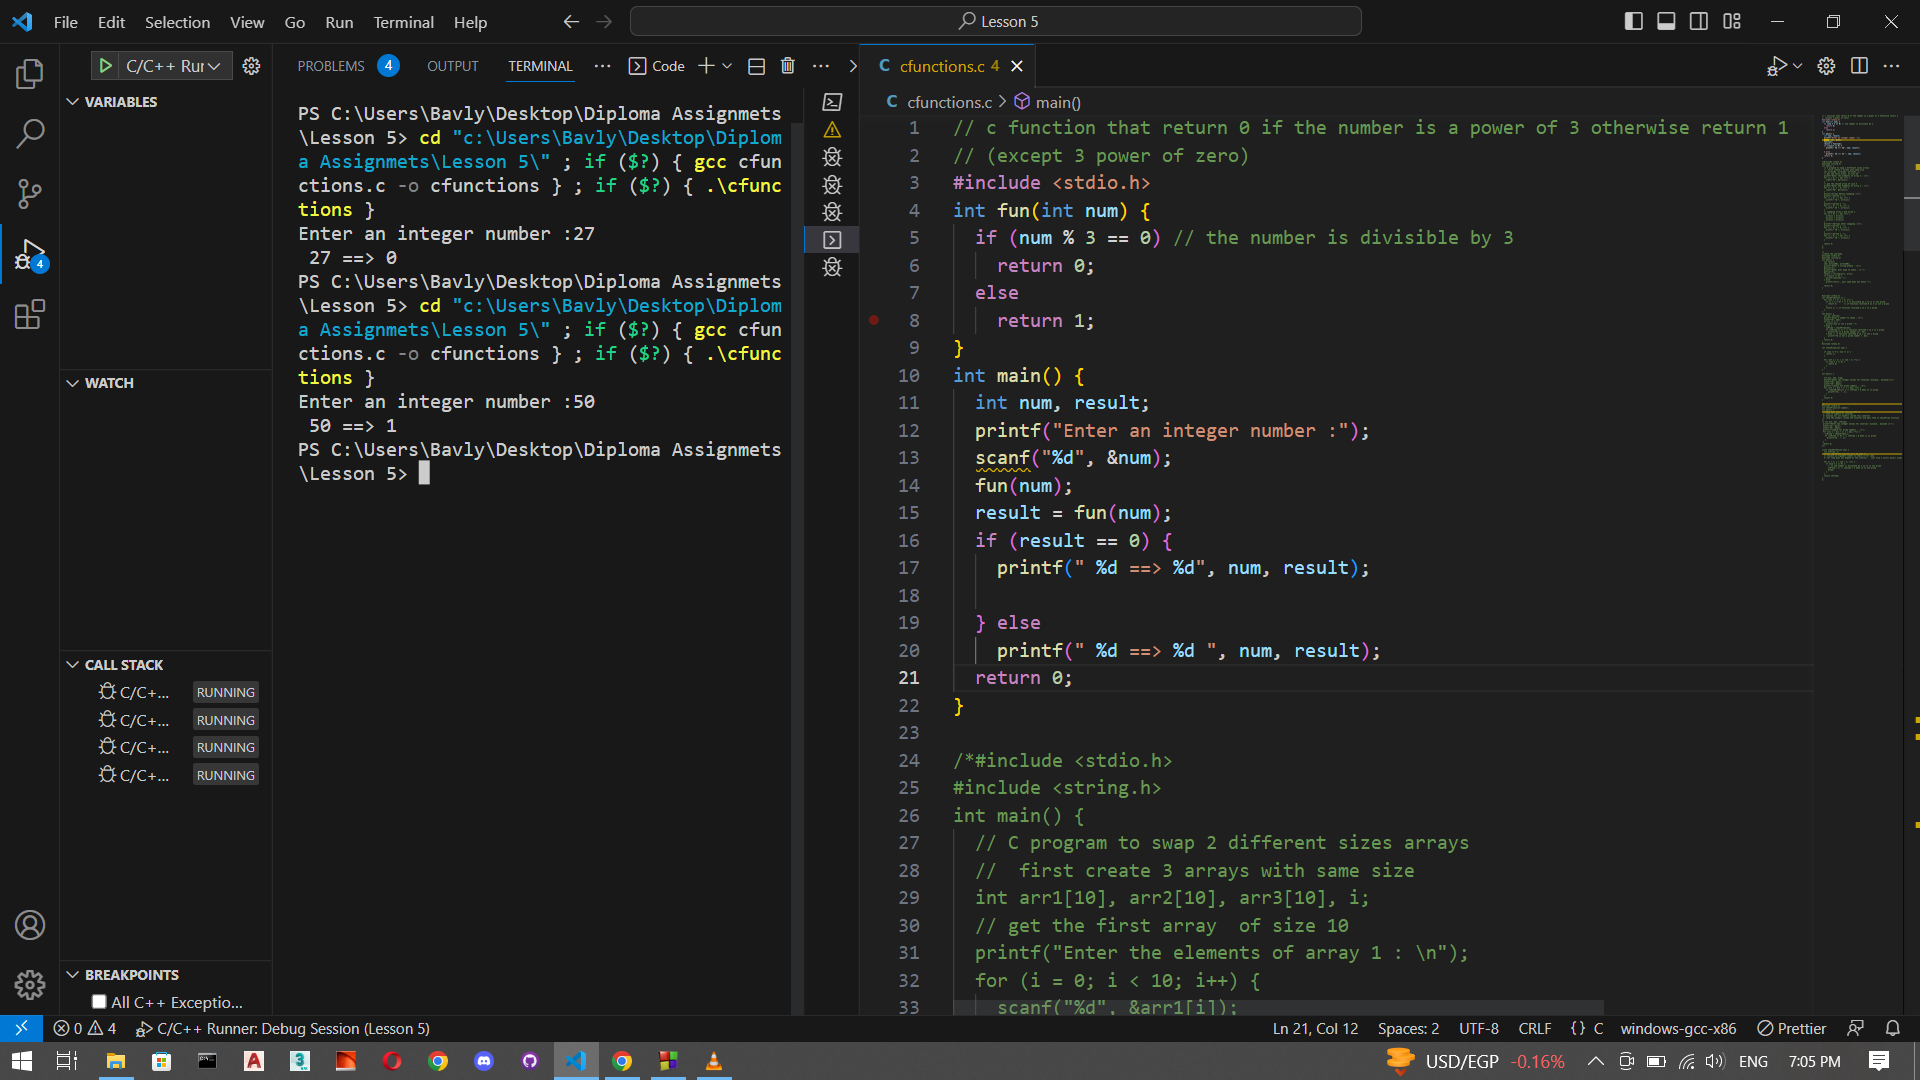 File Edit Selection View Go Run Terminal Help
Lesson 5
C/C++ Rur
VARIABLES
WATCH
CALL STACK
C/C+... RUNNING
C/C+... RUNNING
C/C+... RUNNING
C/C+... RUNNING
BREAKPOINTS
All C++ Exceptio...
PROBLEMS 4 OUTPUT TERMINAL ... Code
PS C:\Users\Bavly\Desktop\Diploma Assignmets
\Lesson 5> cd "c:\Users\Bavly\Desktop\Diplom
a Assignmets\Lesson 5\" ; if ($?) { gcc cfun
ctions.c -o cfunctions } ; if ($?) { .\cfunc
tions }
Enter an integer number :27
27 ==> 0
PS C:\Users\Bavly\Desktop\Diploma Assignmets
\Lesson 5> cd "c:\Users\Bavly\Desktop\Diplom
a Assignmets\Lesson 5\" ; if ($?) { gcc cfun
ctions.c -o cfunctions } ; if ($?) { .\cfunc
tions }
Enter an integer number :50
50 ==> 1
PS C:\Users\Bavly\Desktop\Diploma Assignmets
\Lesson 5>
C cfunctions.c 4
C cfunctions.c > main()
1 // c function that return 0 if the number is a power of 3 otherwise return 1
2 // (except 3 power of zero)
3 #include <stdio.h>
4 int fun(int num) {
5 if (num % 3 == 0) // the number is divisible by 3
6 return 0;
7 else
8 return 1;
9 }
10 int main() {
11 int num, result;
12 printf("Enter an integer number :");
13 scanf("%d", &num);
14 fun(num);
15 result = fun(num);
16 if (result == 0) {
17 printf(" %d ==> %d", num, result);
18
19 } else
20 printf(" %d ==> %d ", num, result);
21 return 0;
22 }
23
24 /*#include <stdio.h>
25 #include <string.h>
26 int main() {
27 // C program to swap 2 different sizes arrays
28 //  first create 3 arrays with same size
29 int arr1[10], arr2[10], arr3[10], i;
30 // get the first array  of size 10
31 printf("Enter the elements of array 1 : \n");
32 for (i = 0; i < 10; i++) {
33 scanf("%d", &arr1[i]);
0 4 C/C++ Runner: Debug Session (Lesson 5) Ln 21, Col 12 Spaces: 2 UTF-8 CRLF {} C windows-gcc-x86 Prettier
USD/EGP -0.16% ENG 7:05 PM